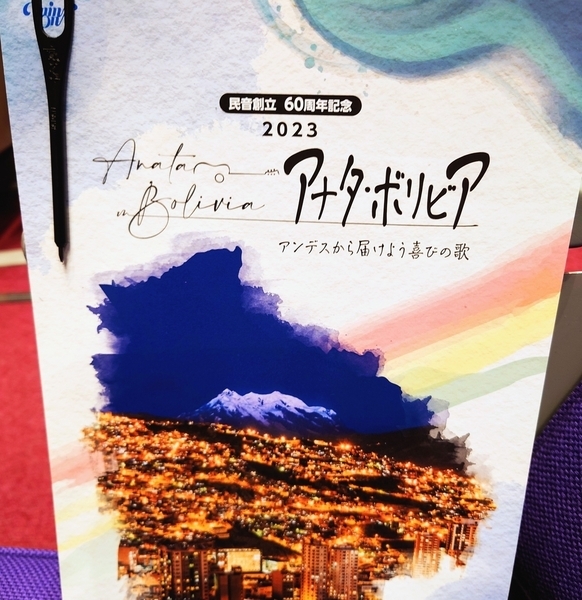 民音創立 60周年記念
2023
Anata
in Bolivia
アナタ・ボリビア
アンデスから届けよう喜びの歌